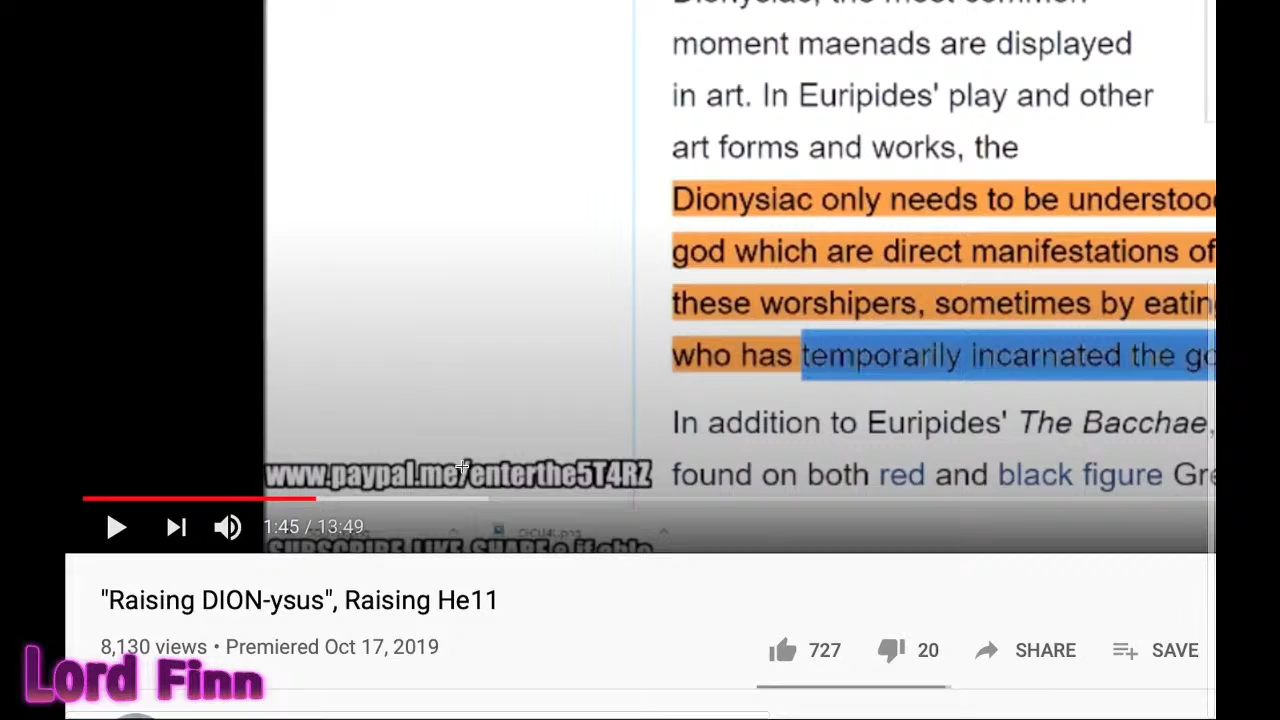 moment maenads are displayed
in art. In Euripides' play and other
art forms and works, the
Dionysiac only needs to be understoo
god which are direct manifestations of
these worshipers, sometimes by eatin
who has temporarily incarnated the go
In addition to Euripides' The Bacchae,
found on both red and black figure Gre
www.paypal.me/enterthe5T4RZ
1:45 / 13:49
"Raising DION-ysus", Raising He11
8,130 views • Premiered Oct 17, 2019
727 20 SHARE SAVE
Lord Finn